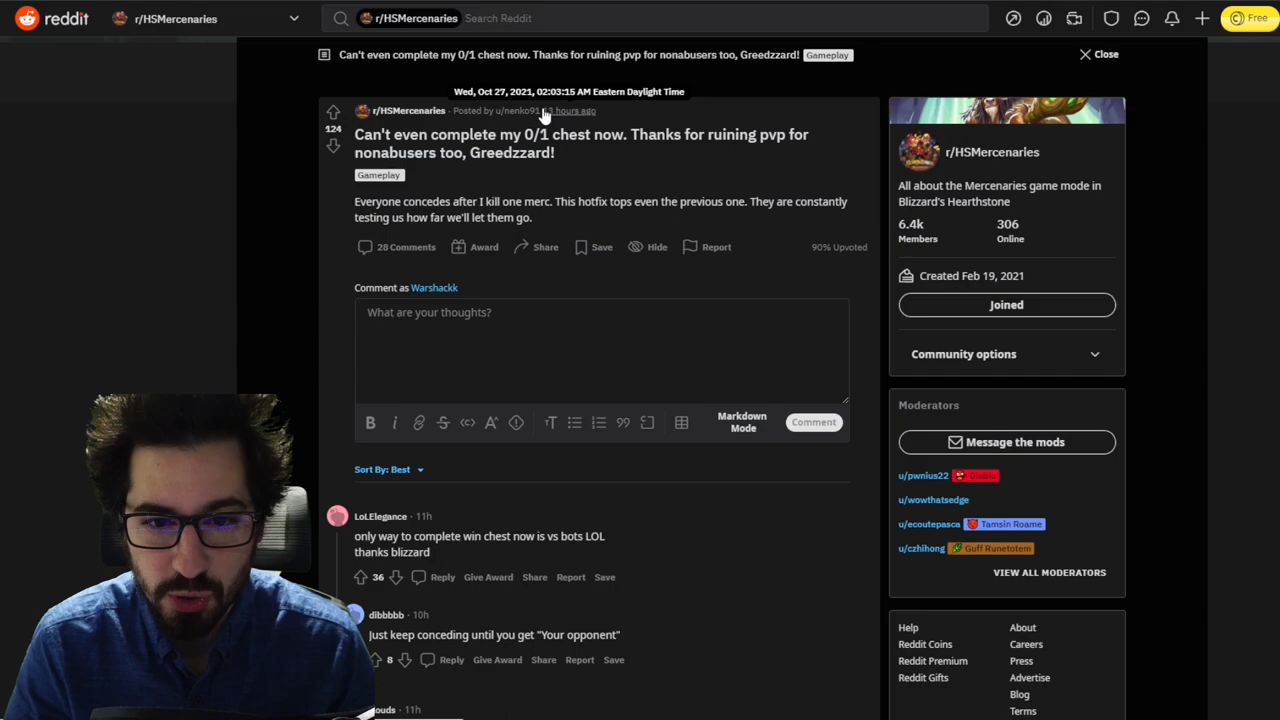 reddit
r/HSMercenaries
r/HSMercenaries Search Reddit
Free
Can't even complete my 0/1 chest now. Thanks for ruining pvp for nonabusers too, Greedzzard! Gameplay
Close
Wed, Oct 27, 2021, 02:03:15 AM Eastern Daylight Time
r/HSMercenaries · Posted by u/nenko91 13 hours ago
124
Can't even complete my 0/1 chest now. Thanks for ruining pvp for
nonabusers too, Greedzzard!
Gameplay
Everyone concedes after I kill one merc. This hotfix tops even the previous one. They are constantly
testing us how far we'll let them go.
28 Comments Award Share Save Hide Report 90% Upvoted
Comment as Warshackk
What are your thoughts?
Markdown
Mode
Comment
Sort By: Best
LoLElegance · 11h
only way to complete win chest now is vs bots LOL
thanks blizzard
36 Reply Give Award Share Report Save
dibbbbb · 10h
Just keep conceding until you get "Your opponent"
8 Reply Give Award Share Report Save
ouds · 11h
r/HSMercenaries
All about the Mercenaries game mode in
Blizzard's Hearthstone
6.4k 306
Members Online
Created Feb 19, 2021
Joined
Community options
Moderators
Message the mods
u/pwnius22 Diablo
u/wowthatsedge
u/ecoutepasca Tamsin Roame
u/czhihong Guff Runetotem
VIEW ALL MODERATORS
Help About
Reddit Coins Careers
Reddit Premium Press
Reddit Gifts Advertise
Blog
Terms